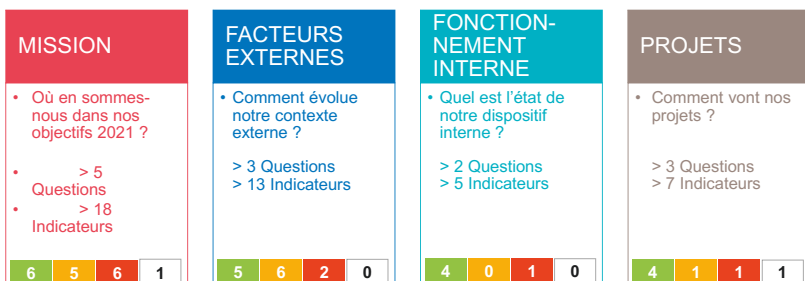 MISSION
• Où en sommes-
nous dans nos
objectifs 2021 ?
• > 5
Questions
• > 18
Indicateurs
6 5 6 1
FACTEURS
EXTERNES
• Comment évolue
notre contexte
externe ?
> 3 Questions
> 13 Indicateurs
5 6 2 0
FONCTION-
NEMENT
INTERNE
• Quel est l’état de
notre dispositif
interne ?
> 2 Questions
> 5 Indicateurs
4 0 1 0
PROJETS
• Comment vont nos
projets ?
> 3 Questions
> 7 Indicateurs
4 1 1 1